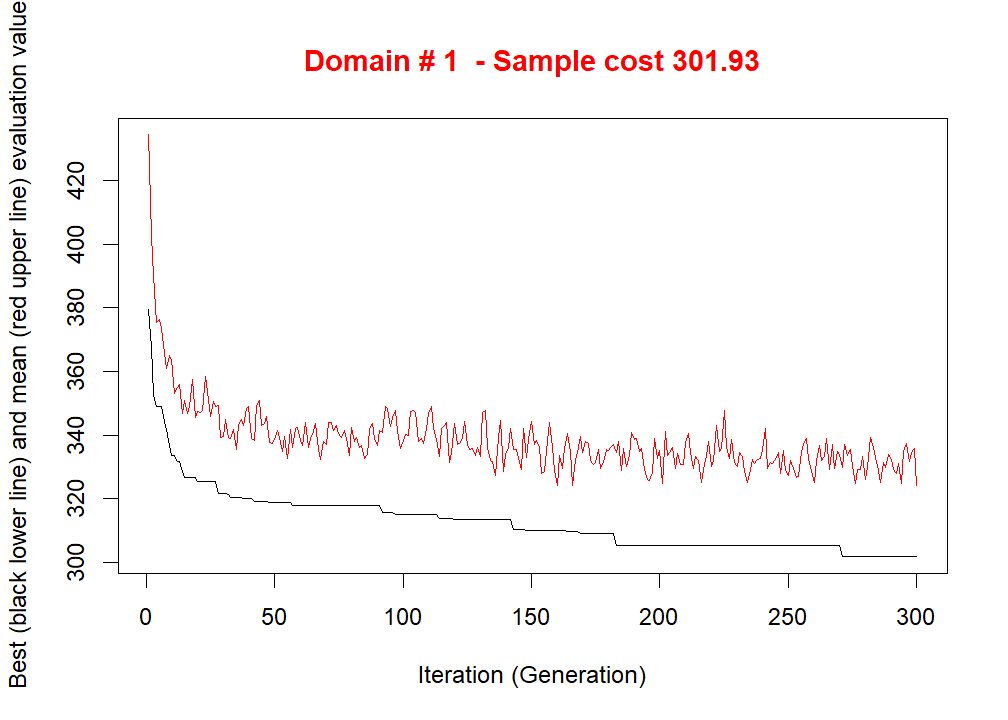 Domain # 1  - Sample cost 301.93
Best (black lower line) and mean (red upper line) evaluation value
420
400
380
360
340
320
300
0 50 100 150 200 250 300
Iteration (Generation)